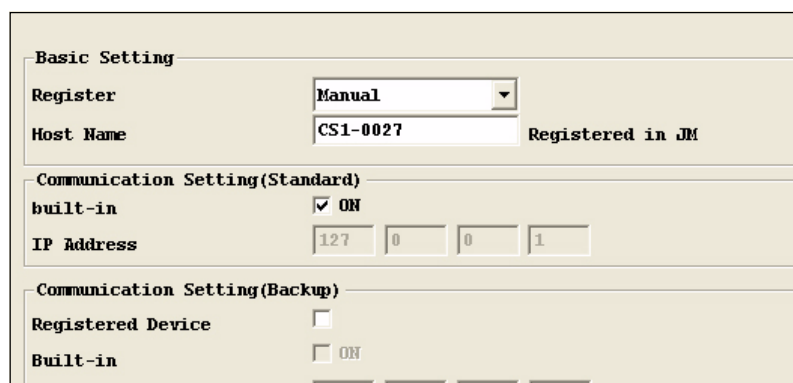 Basic Setting
Register Manual
Host Name CS1-0027 Registered in JM
Communication Setting(Standard)
built-in ON
IP Address 127 0 0 1
Communication Setting(Backup)
Registered Device
Built-in ON